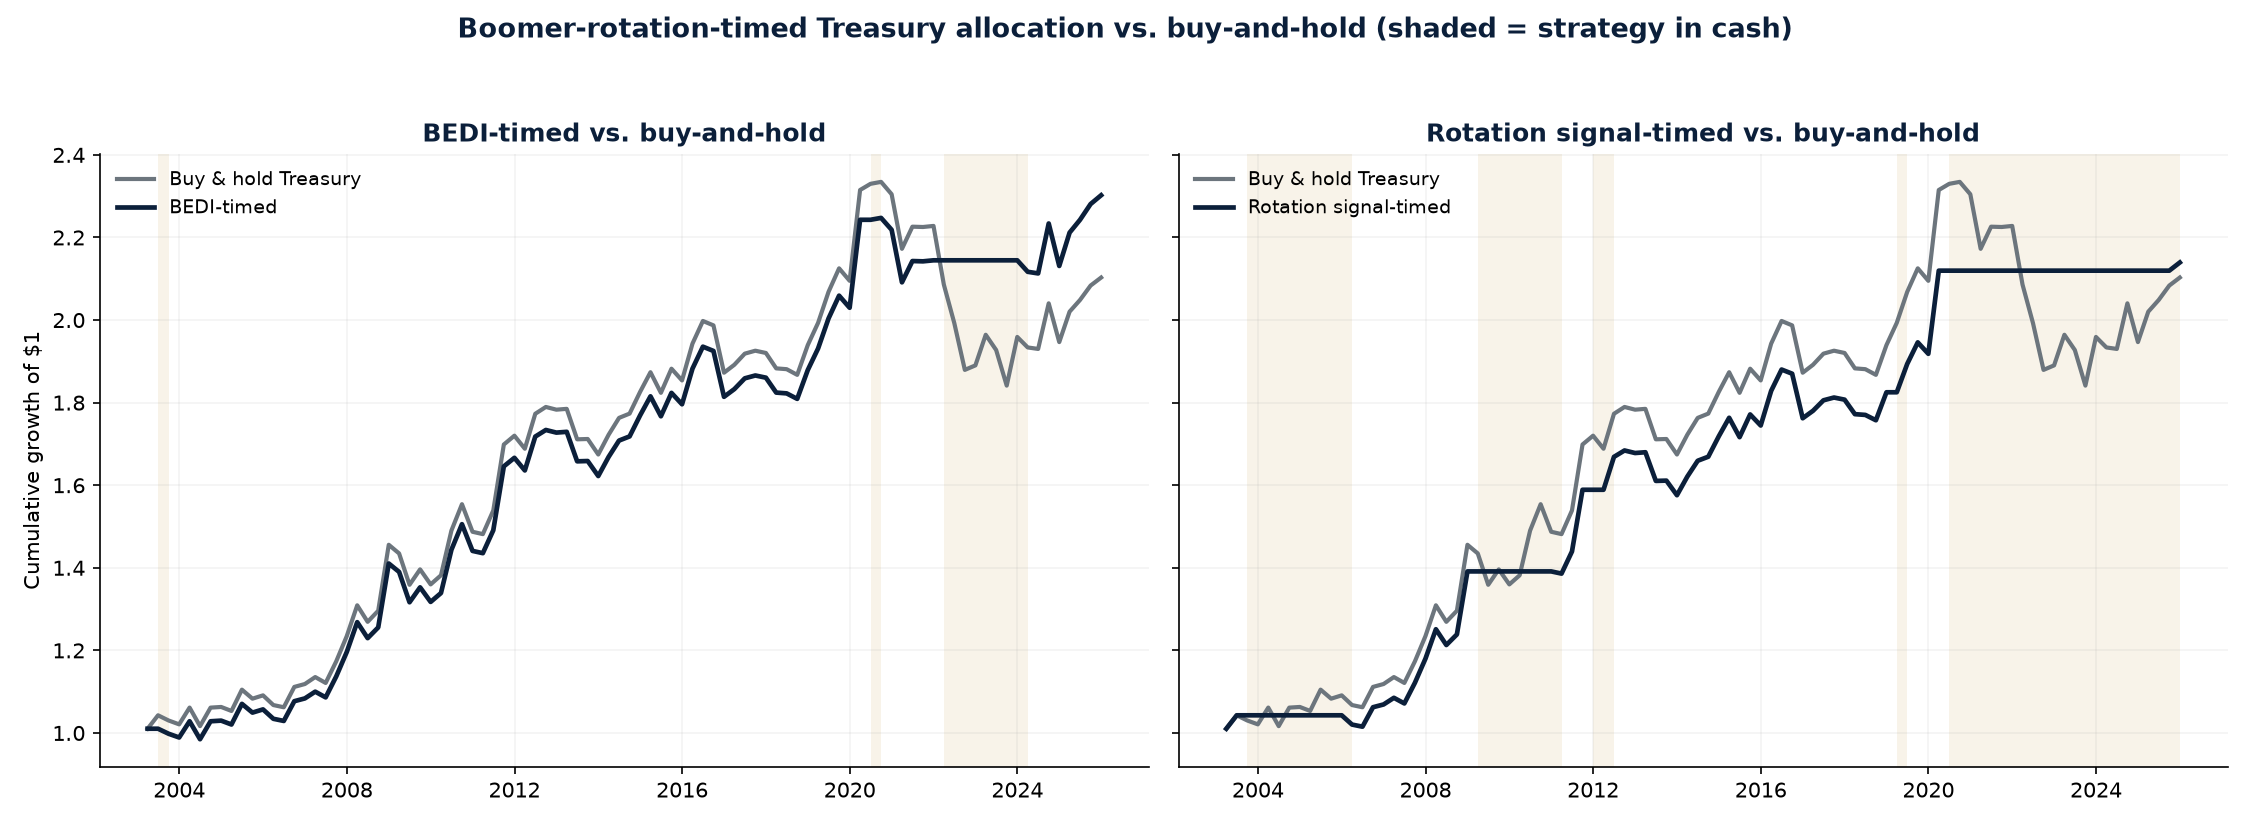 Boomer-rotation-timed Treasury allocation vs. buy-and-hold (shaded = strategy in cash)
BEDI-timed vs. buy-and-hold
Buy & hold Treasury
BEDI-timed
Cumulative growth of $1
2.4
2.2
2.0
1.8
1.6
1.4
1.2
1.0
2004
2008
2012
2016
2020
2024
Rotation signal-timed vs. buy-and-hold
Buy & hold Treasury
Rotation signal-timed
2004
2008
2012
2016
2020
2024